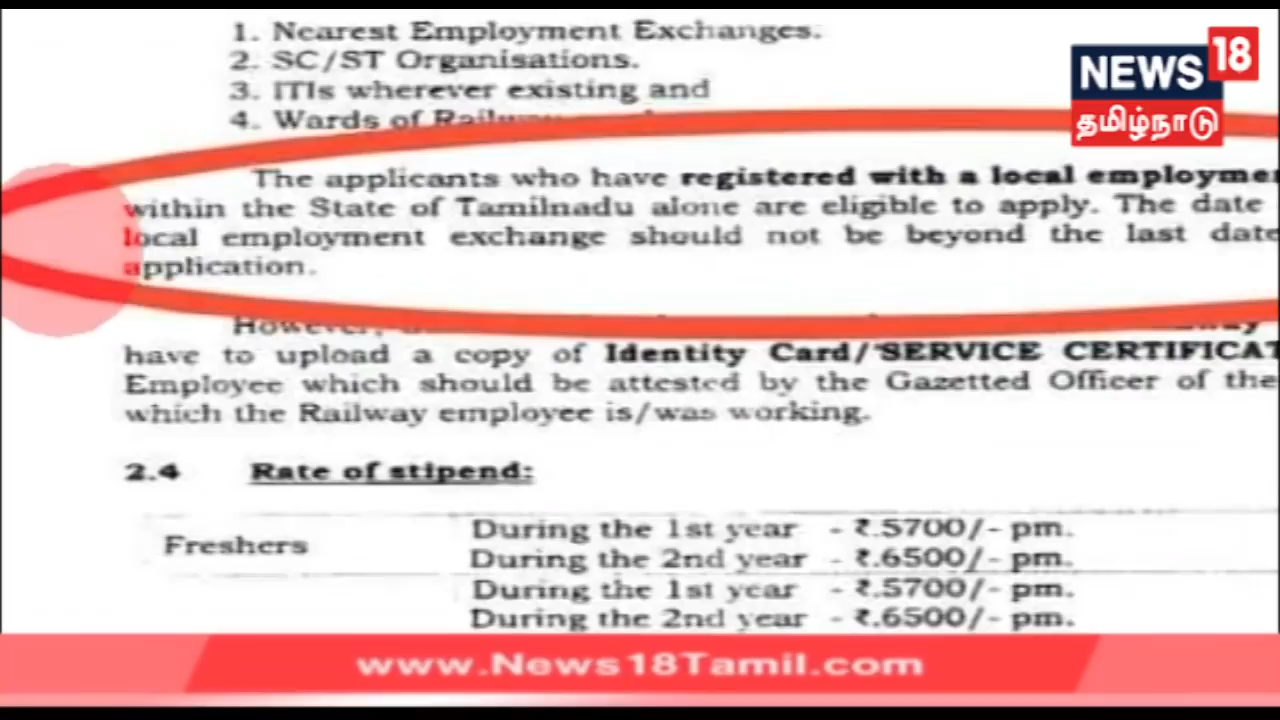 1. Nearest Employment Exchanges.
2. SC/ST Organisations.
3. ITIs wherever existing and
4. Wards of Railway
NEWS 18
தமிழ்நாடு
The applicants who have registered with a local
within the State of Tamilnadu alone are eligible to apply. The date
local employment exchange should not be beyond the last date
application.
However,
have to upload a copy of Identity Card/SERVICE
Employee which should be attested by the Gazetted Officer of the
which the Railway employee is/was working.
2.4 Rate of stipend:
Freshers
During the 1st year - ₹.5700/- pm.
During the 2nd year - ₹.6500/- pm.
During the 1st year - ₹.5700/- pm.
During the 2nd year - ₹.6500/- pm.
www.News18Tamil.com